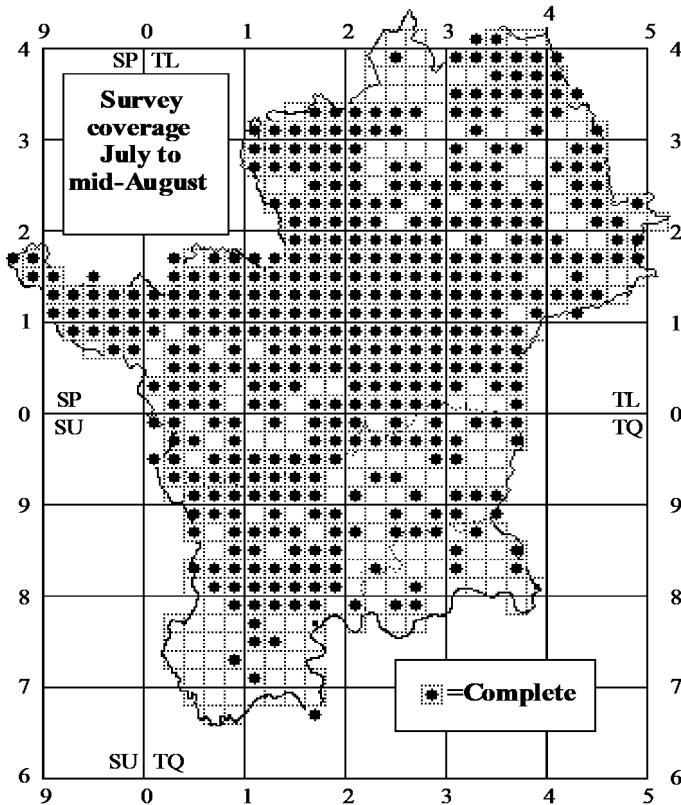 9 0 1 2 3 4 5
4 SP TL 4
Survey
coverage
July to
mid-August
3 3
2 2
1 1
SP TL
0 0
SU TQ
9 9
8 8
7 7
=Complete
SU TQ
6 6
9 0 1 2 3 4 5